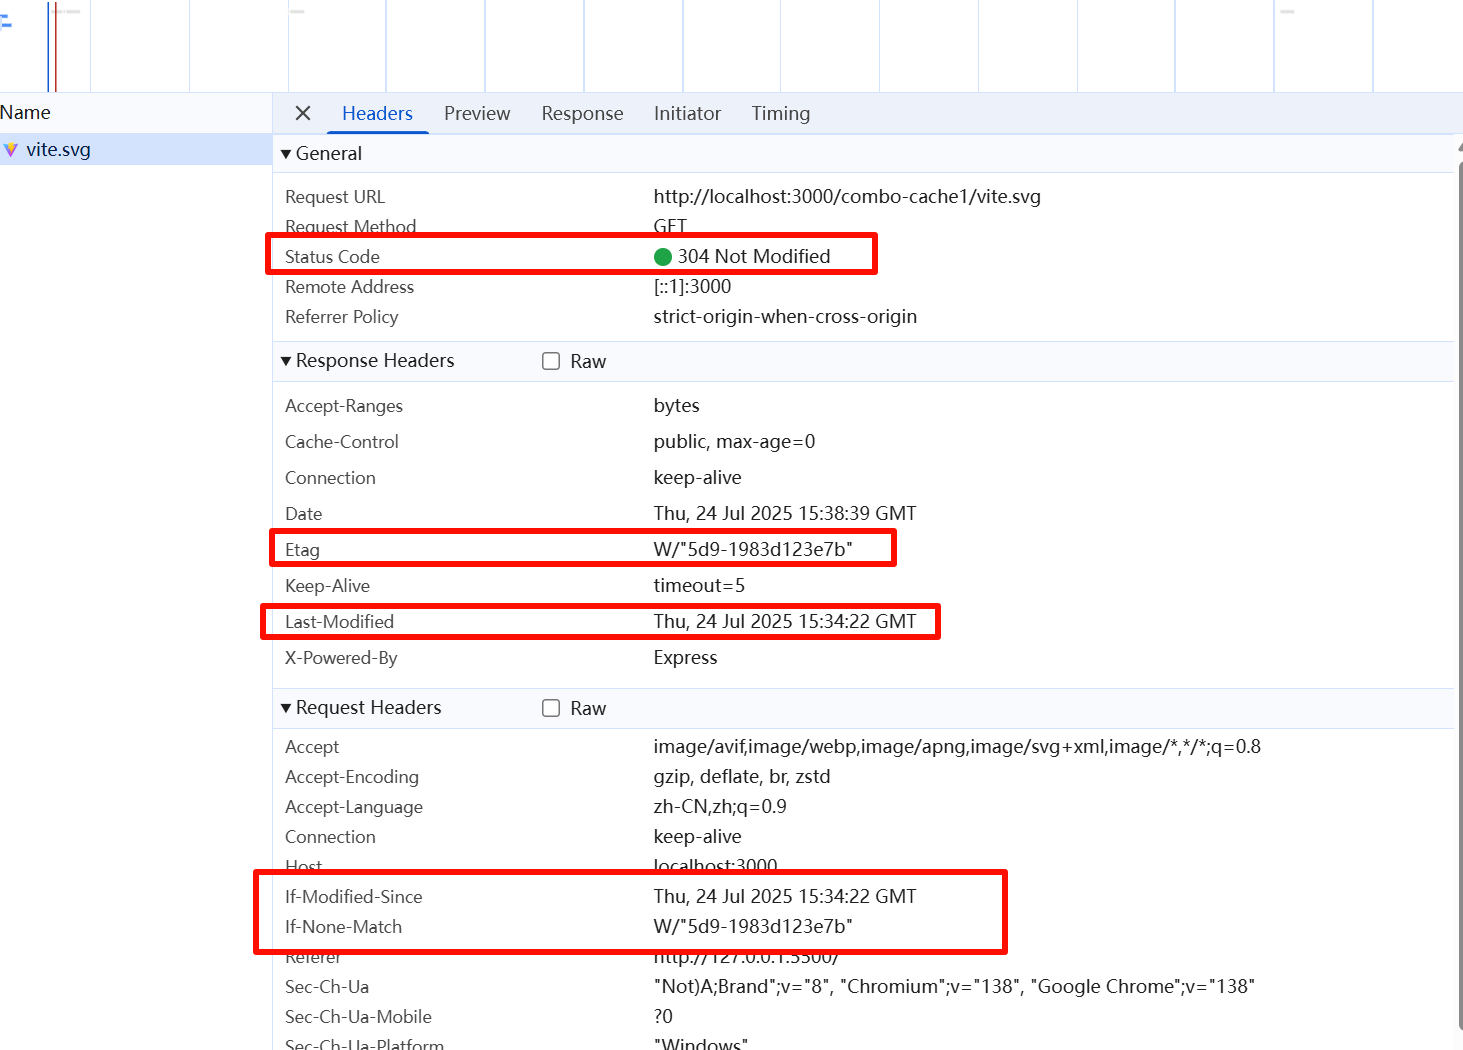 Name
Headers Preview Response Initiator Timing
vite.svg
General
Request URL http://localhost:3000/combo-cache1/vite.svg
Request Method GET
Status Code 304 Not Modified
Remote Address [::1]:3000
Referrer Policy strict-origin-when-cross-origin
Response Headers Raw
Accept-Ranges bytes
Cache-Control public, max-age=0
Connection keep-alive
Date Thu, 24 Jul 2025 15:38:39 GMT
Etag W/"5d9-1983d123e7b"
Keep-Alive timeout=5
Last-Modified Thu, 24 Jul 2025 15:34:22 GMT
X-Powered-By Express
Request Headers Raw
Accept image/avif,image/webp,image/apng,image/svg+xml,image/*,*/*;q=0.8
Accept-Encoding gzip, deflate, br, zstd
Accept-Language zh-CN,zh;q=0.9
Connection keep-alive
Host localhost:3000
If-Modified-Since Thu, 24 Jul 2025 15:34:22 GMT
If-None-Match W/"5d9-1983d123e7b"
Referer http://127.0.0.1:5500/
Sec-Ch-Ua "Not)A;Brand";v="8", "Chromium";v="138", "Google Chrome";v="138"
Sec-Ch-Ua-Mobile ?0
Sec-Ch-Ua-Platform "Windows"